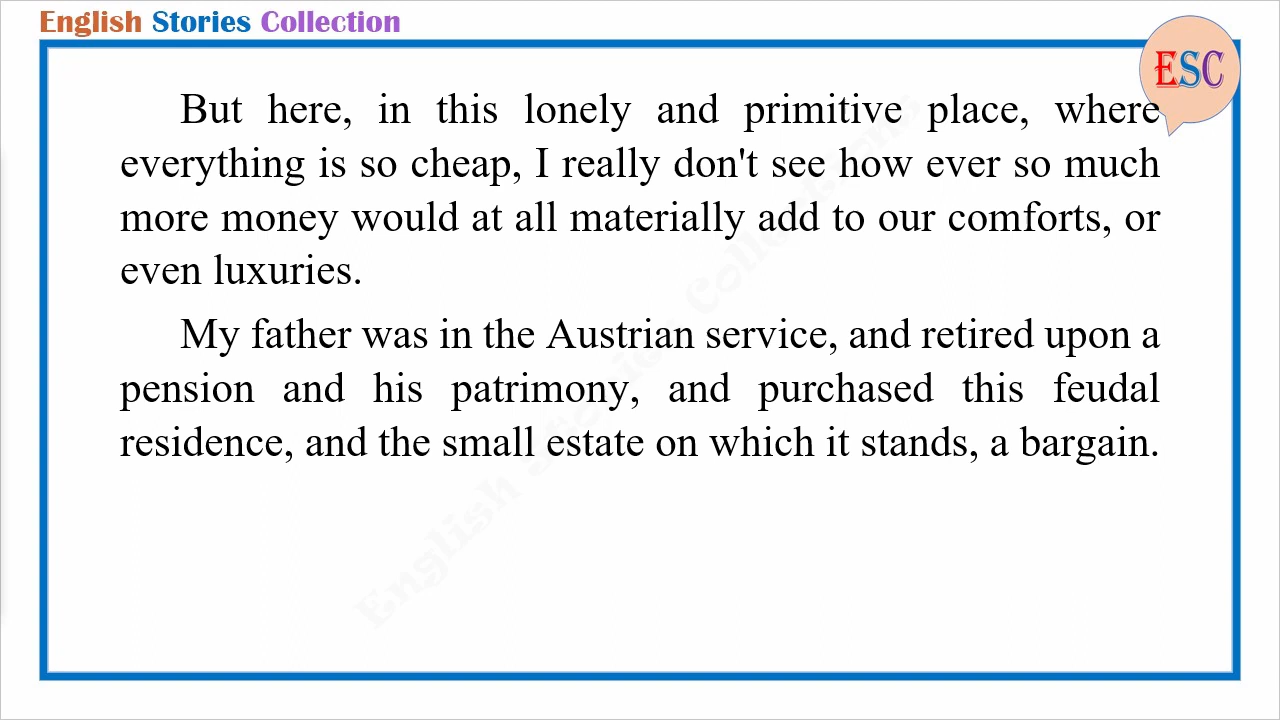 English Stories Collection
ESC
But here, in this lonely and primitive place, where
everything is so cheap, I really don't see how ever so much
more money would at all materially add to our comforts, or
even luxuries.
My father was in the Austrian service, and retired upon a
pension and his patrimony, and purchased this feudal
residence, and the small estate on which it stands, a bargain.
English Stories Collections